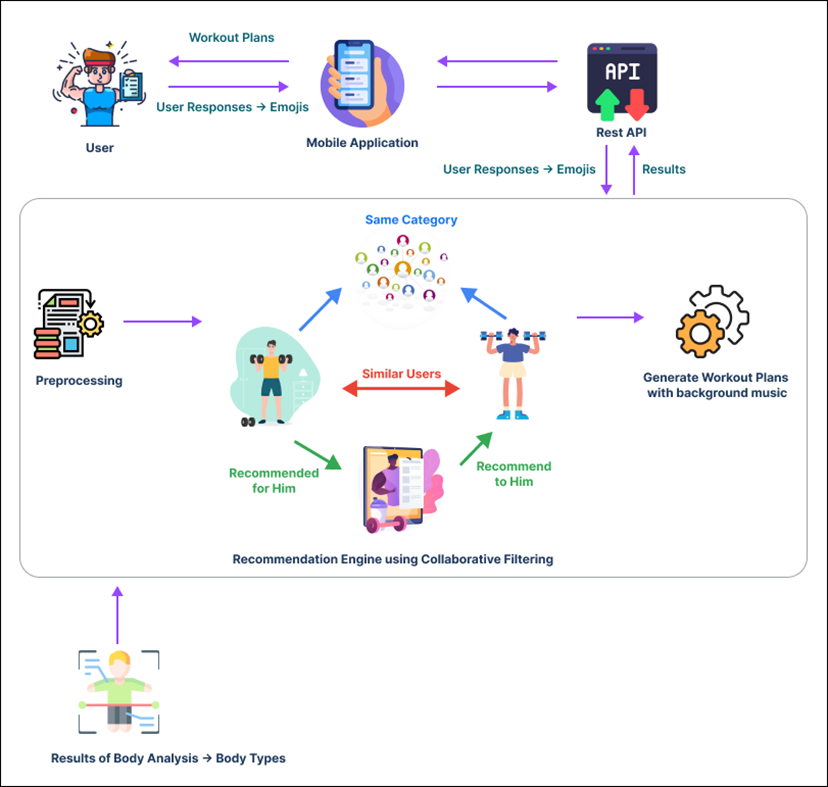 Workout Plans
User Responses → Emojis
User
Mobile Application
API
Rest API
User Responses → Emojis
Results
Same Category
Preprocessing
Similar Users
Generate Workout Plans
with background music
Recommended
for Him
Recommend
to Him
Recommendation Engine using Collaborative Filtering
Results of Body Analysis → Body Types